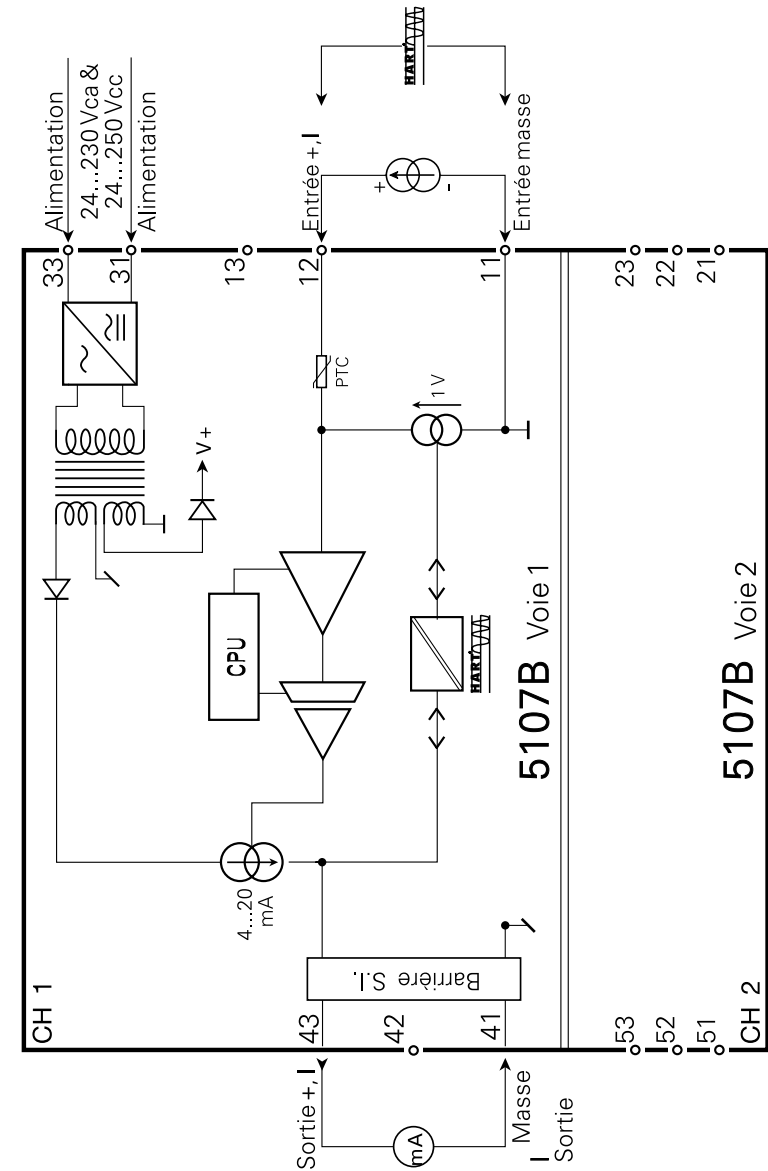 CH 1
Alimentation
24...230 Vca &
24...250 Vcc
Alimentation
33
31
13
12
11
Entrée +, I
+
-
Entrée masse
HART
V+
PTC
1 V
CPU
HART
4...20
mA
Barrière S.I.
43
42
41
Sortie +, I
mA
Masse
I
Sortie
5107B Voie 1
23
22
21
53
52
51
5107B Voie 2
CH 2